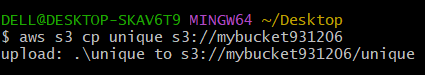 DELL@DESKTOP-SKAV6T9 MINGW64 ~/Desktop
$ aws s3 cp unique s3://mybucket931206
upload: .\unique to s3://mybucket931206/unique